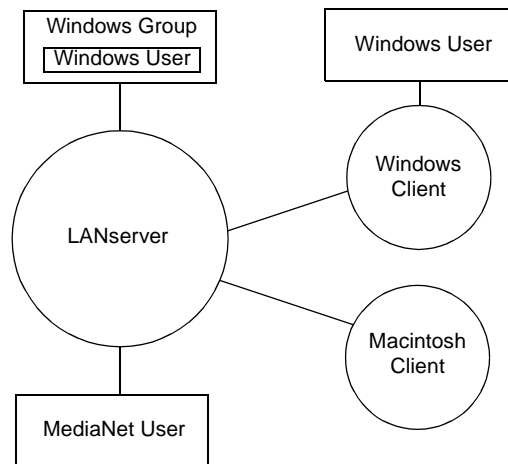 Windows Group
Windows User
Windows User
Windows
Client
LANserver
Macintosh
Client
MediaNet User